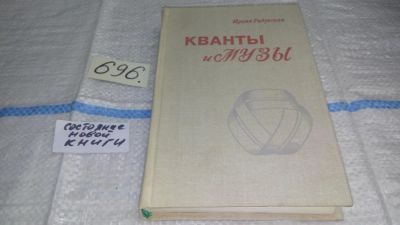 Ирина Радунская
КВАНТЫ
и МУЗЫ
696.
состояние
новой
книги